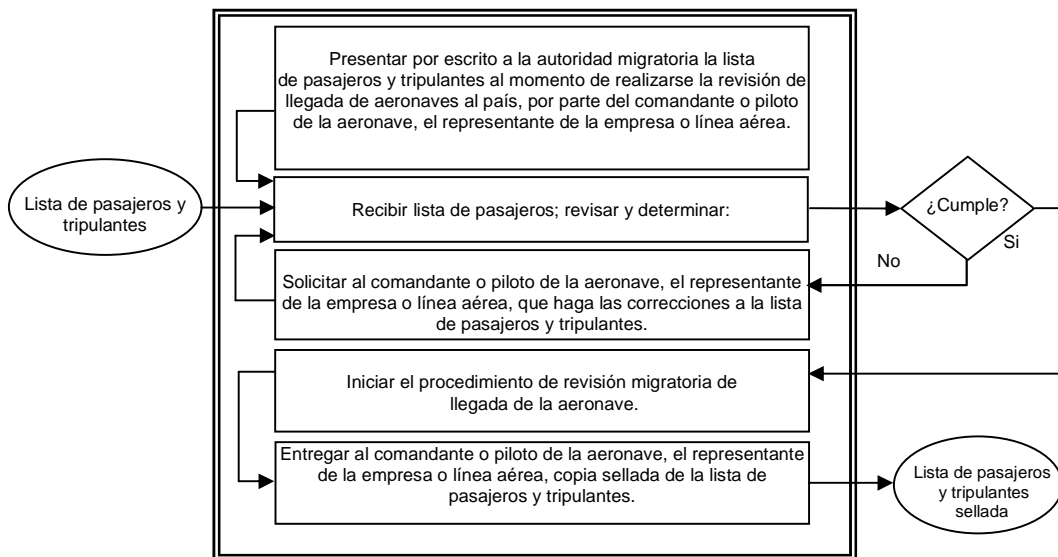 Presentar por escrito a la autoridad migratoria la lista
de pasajeros y tripulantes al momento de realizarse la revisión de
llegada de aeronaves al país, por parte del comandante o piloto
de la aeronave, el representante de la empresa o línea aérea.
Lista de pasajeros y
tripulantes
Recibir lista de pasajeros; revisar y determinar:
¿Cumple?
Si
No
Solicitar al comandante o piloto de la aeronave, el representante
de la empresa o línea aérea, que haga las correcciones a la lista
de pasajeros y tripulantes.
Iniciar el procedimiento de revisión migratoria de
llegada de la aeronave.
Entregar al comandante o piloto de la aeronave, el representante
de la empresa o línea aérea, copia sellada de la lista de
pasajeros y tripulantes.
Lista de pasajeros
y tripulantes
sellada